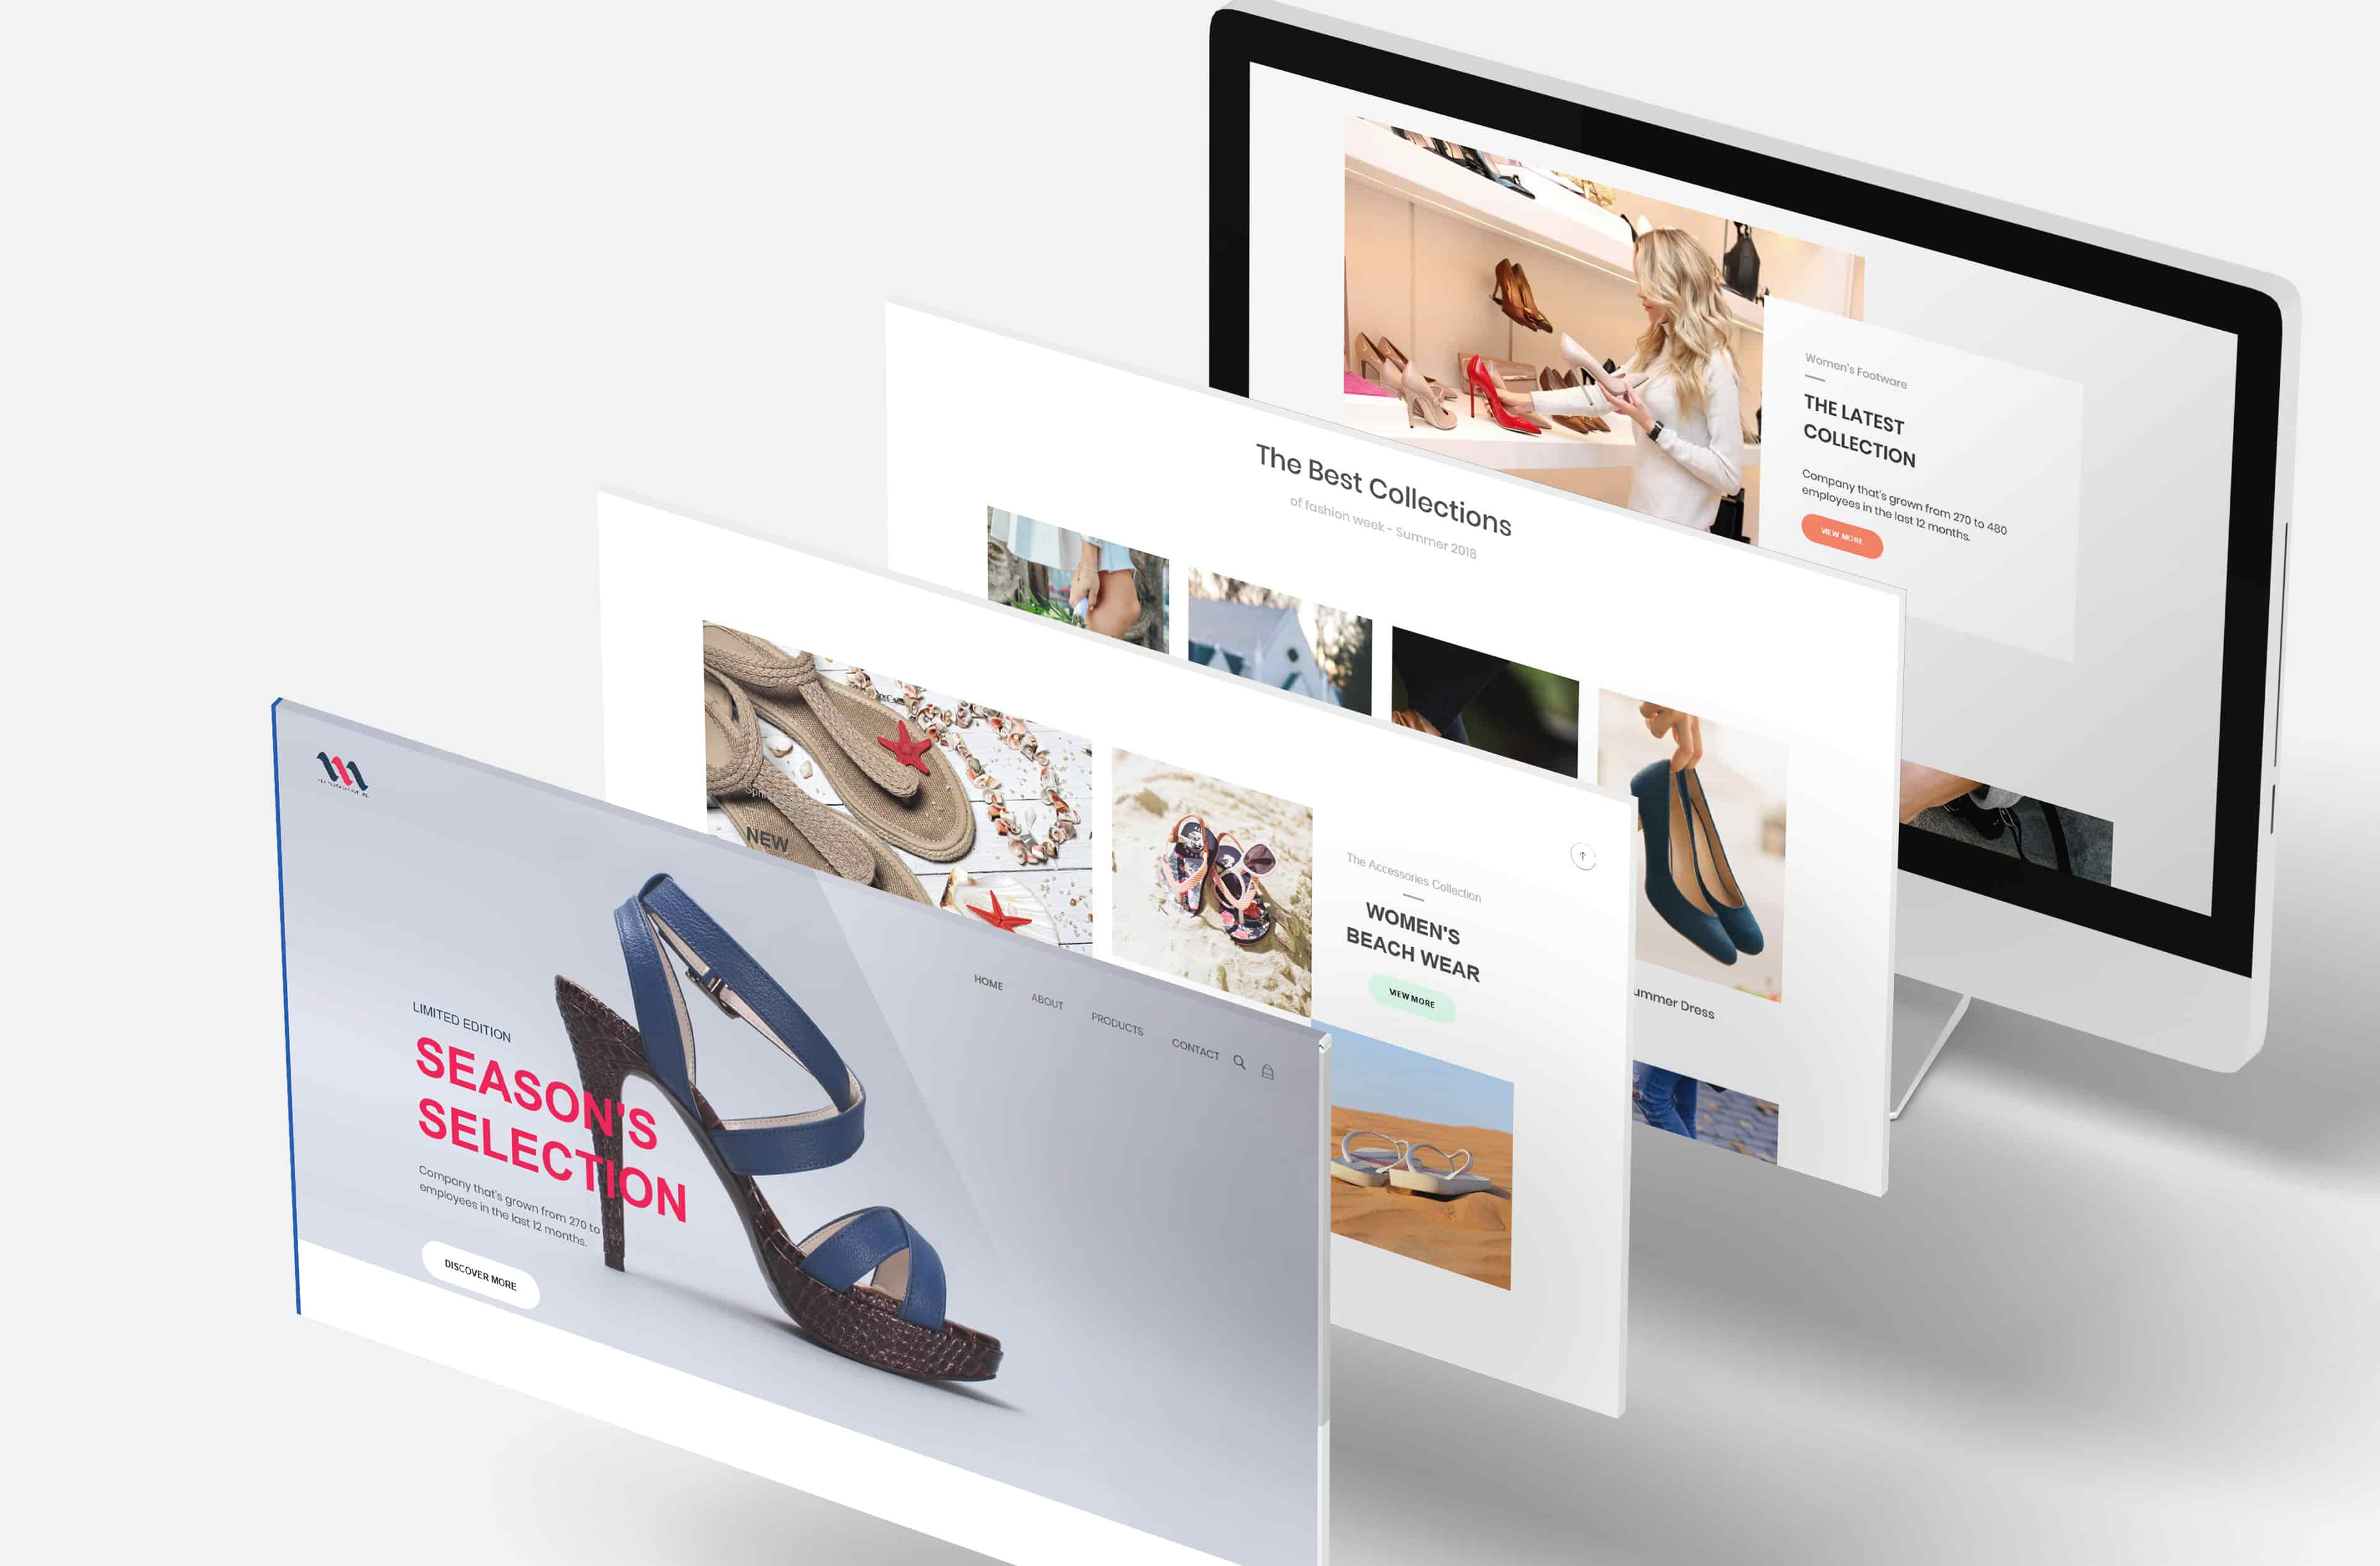 HOME
ABOUT
PRODUCTS
CONTACT
LIMITED EDITION
SEASON'S
SELECTION
Company that's grown from 270 to
employees in the last 12 months.
DISCOVER MORE
NEW
The Accessories Collection
WOMEN'S
BEACH WEAR
VIEW MORE
The Best Collections
of fashion week - Summer 2018
ummer Dress
Women's Footware
THE LATEST
COLLECTION
Company that's grown from 270 to 480
employees in the last 12 months.
VIEW MORE